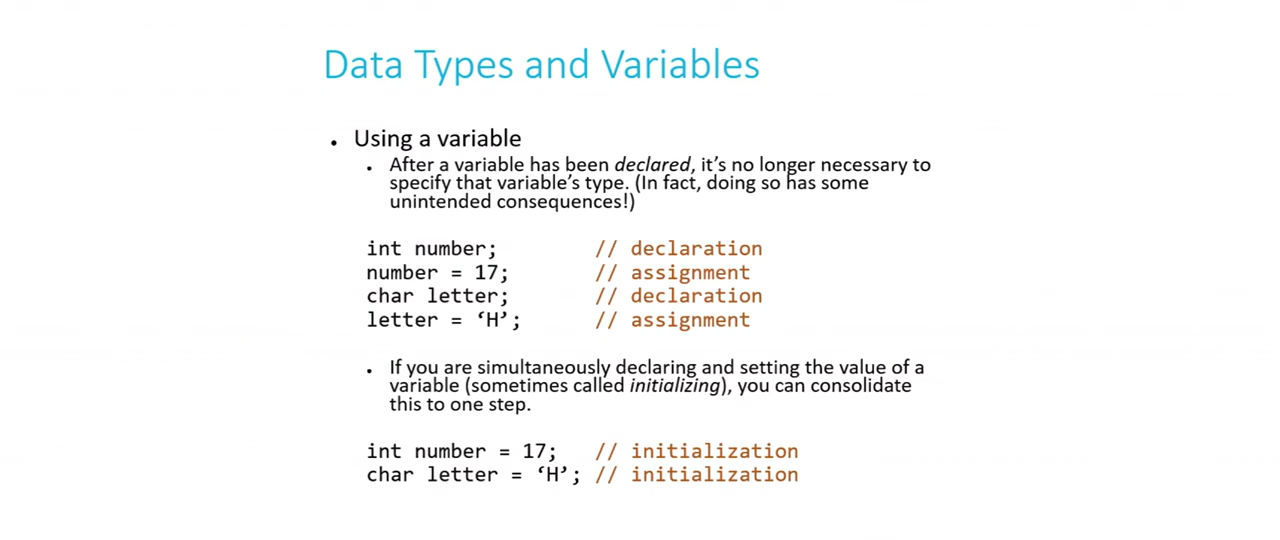 Data Types and Variables
• Using a variable
• After a variable has been declared, it’s no longer necessary to
specify that variable’s type. (In fact, doing so has some
unintended consequences!)
int number; // declaration
number = 17; // assignment
char letter; // declaration
letter = ‘H’; // assignment
• If you are simultaneously declaring and setting the value of a
variable (sometimes called initializing), you can consolidate
this to one step.
int number = 17; // initialization
char letter = ‘H’; // initialization